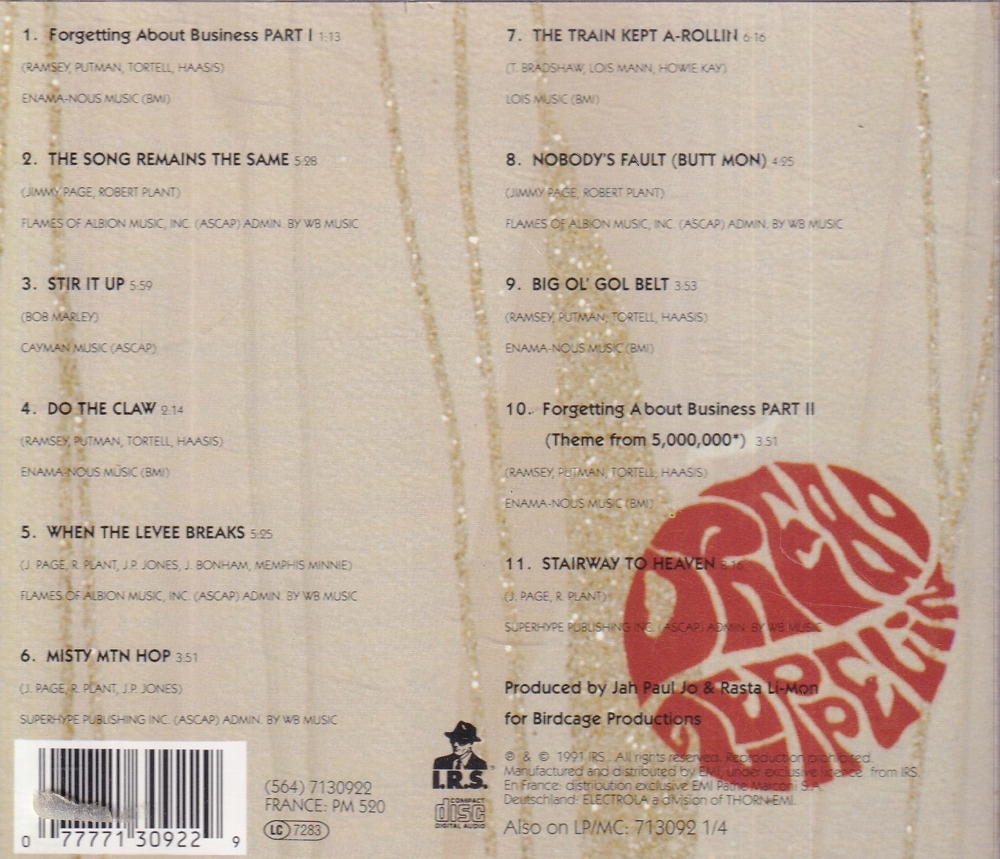 1. Forgetting About Business PART I 1:13
(RAMSEY, PUTMAN, TORTELL, HAASIS)
ENAMA-NOUS MUSIC (BMI)
2. THE SONG REMAINS THE SAME 5:28
(JIMMY PAGE, ROBERT PLANT)
FLAMES OF ALBION MUSIC, INC. (ASCAP) ADMIN. BY WB MUSIC
3. STIR IT UP 5:59
(BOB MARLEY)
CAYMAN MUSIC (ASCAP)
4. DO THE CLAW 2:14
(RAMSEY, PUTMAN, TORTELL, HAASIS)
ENAMA-NOUS MUSIC (BMI)
5. WHEN THE LEVEE BREAKS 5:25
(J. PAGE, R. PLANT, J.P. JONES, J. BONHAM, MEMPHIS MINNIE)
FLAMES OF ALBION MUSIC, INC. (ASCAP) ADMIN. BY WB MUSIC
6. MISTY MTN HOP 3:51
(J. PAGE, R. PLANT, J.P. JONES)
SUPERHYPE PUBLISHING INC. (ASCAP) ADMIN. BY WB MUSIC
7. THE TRAIN KEPT A-ROLLIN 6:16
(T. BRADSHAW, LOIS MANN, HOWIE KAY)
LOIS MUSIC (BMI)
8. NOBODY'S FAULT (BUTT MON) 4:25
(JIMMY PAGE, ROBERT PLANT)
FLAMES OF ALBION MUSIC, INC. (ASCAP) ADMIN. BY WB MUSIC
9. BIG OL' GOL BELT 3:53
(RAMSEY, PUTMAN, TORTELL, HAASIS)
ENAMA-NOUS MUSIC (BMI)
10. Forgetting About Business PART II
(Theme from 5,000,000*) 3:51
(RAMSEY, PUTMAN, TORTELL, HAASIS)
ENAMA-NOUS MUSIC (BMI)
11. STAIRWAY TO HEAVEN
(J. PAGE, R. PLANT)
SUPERHYPE PUBLISHING INC. (ASCAP) ADMIN. BY WB MUSIC
DREAD
ZEPPELIN
Produced by Jah Paul Jo & Rasta Li-Mon
for Birdcage Productions
℗ & © 1991 IRS. All rights reserved. Reproduction prohibited.
Manufactured and distributed by EMI, under exclusive licence from IRS.
En France: distribution exclusive EMI Pathé Marconi S.A.
Deutschland: ELECTROLA a division of THORN-EMI.
Also on LP/MC: 713092 1/4
I.R.S.®
COMPACT
disc
DIGITAL AUDIO
(564) 7130922
FRANCE: PM 520
LC 7283
0 77771 30922 9